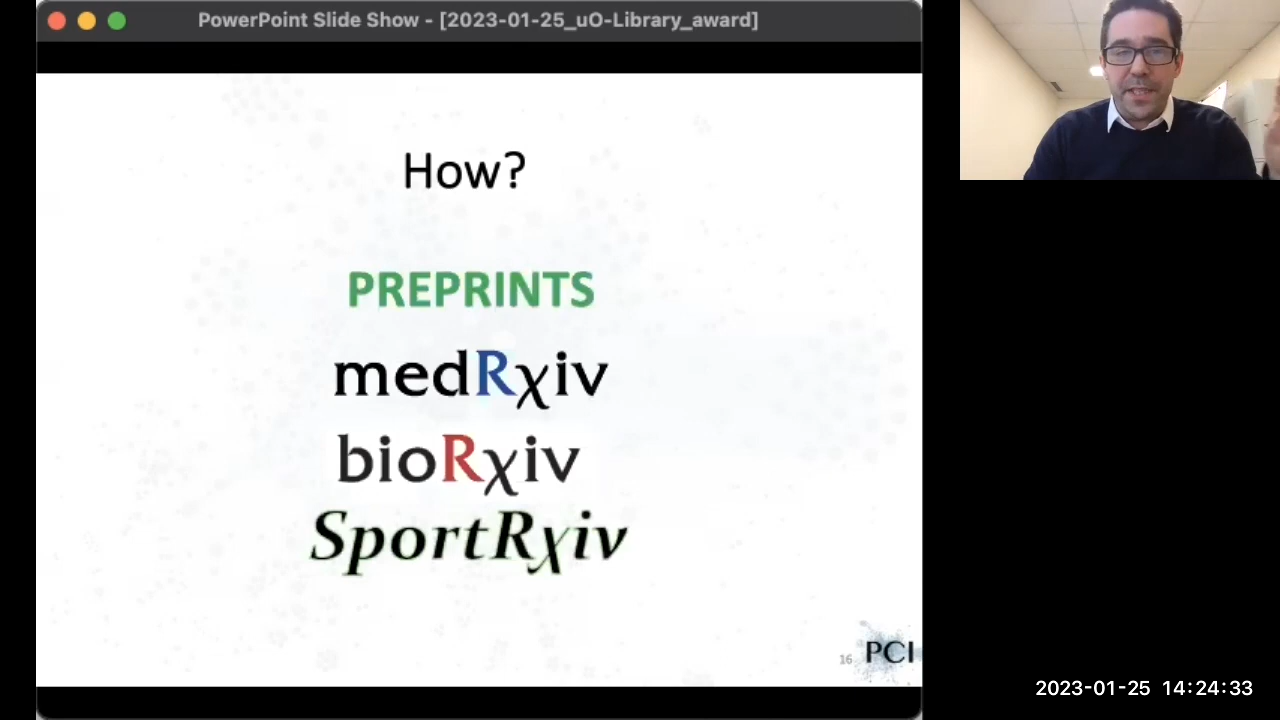 PowerPoint Slide Show - [2023-01-25_uO-Library_award]
How?
PREPRINTS
medRχiv
bioRχiv
SportRχiv
16 PCI
2023-01-25 14:24:33